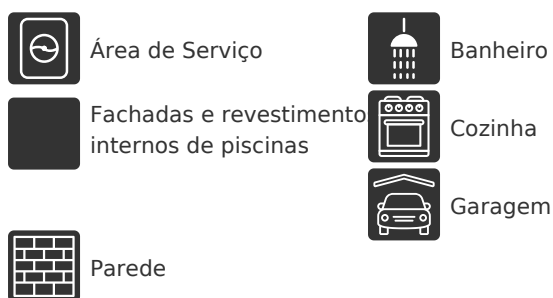 Área de Serviço
Banheiro
Fachadas e revestimento
internos de piscinas
Cozinha
Garagem
Parede